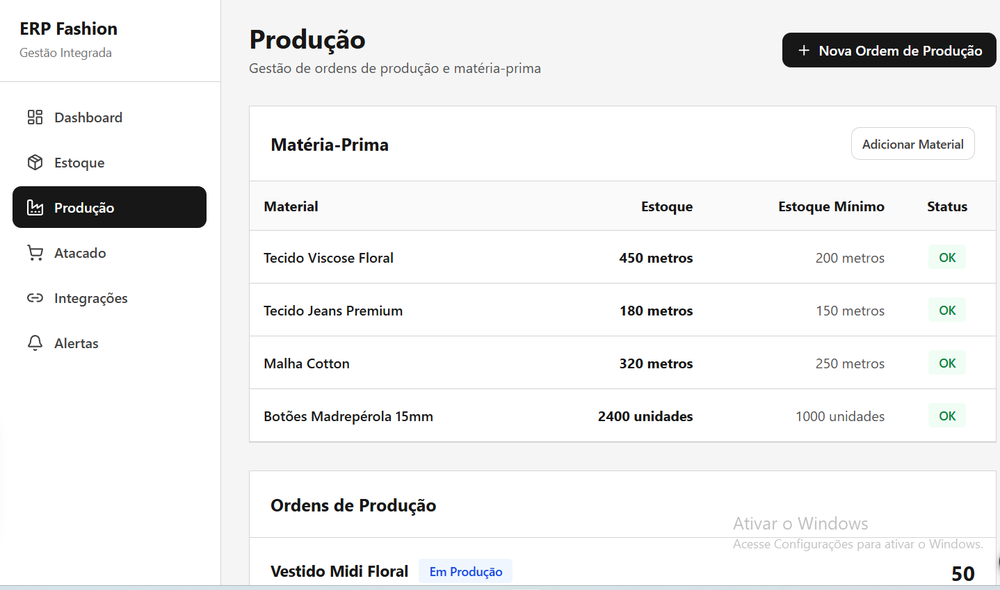 ERP Fashion
Gestão Integrada
Dashboard
Estoque
Produção
Atacado
Integrações
Alertas
Produção
Gestão de ordens de produção e matéria-prima
+ Nova Ordem de Produção
Matéria-Prima
Adicionar Material
Material Estoque Estoque Mínimo Status
Tecido Viscose Floral 450 metros 200 metros OK
Tecido Jeans Premium 180 metros 150 metros OK
Malha Cotton 320 metros 250 metros OK
Botões Madrepérola 15mm 2400 unidades 1000 unidades OK
Ordens de Produção
Ativar o Windows
Acesse Configurações para ativar o Windows.
Vestido Midi Floral Em Produção 50